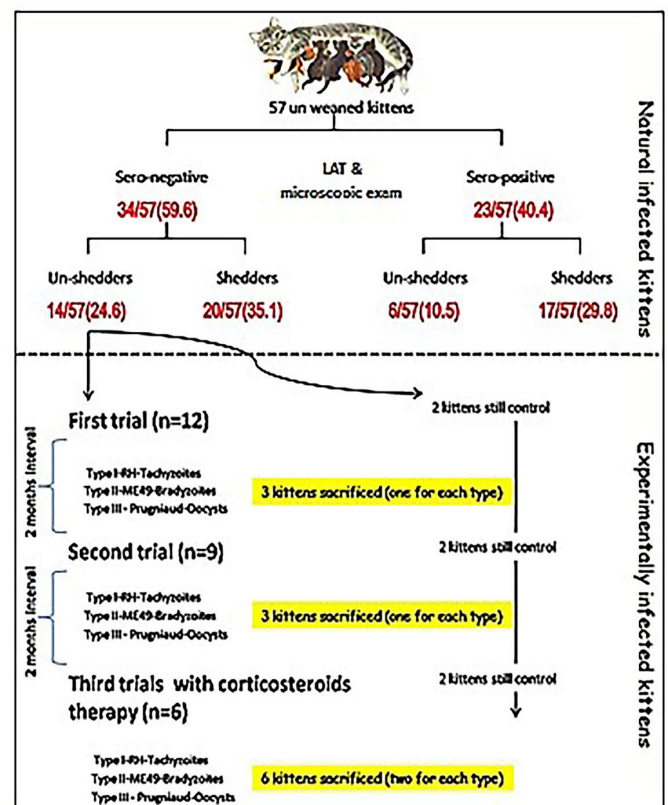 57 un weaned kittens
Natural infected kittens
LAT &
microscopic exam
Sero-negative
34/57(59.6)
Sero-positive
23/57(40.4)
Un-shedders
14/57(24.6)
Shedders
20/57(35.1)
Un-shedders
6/57(10.5)
Shedders
17/57(29.8)
Experimentally infected kittens
2 kittens still control
First trial (n=12)
2 months interval
Type I-RH-Tachyzoites
Type II-ME49-Bradyzoites
Type III - Prugniaud-Oocysts
3 kittens sacrificed (one for each type)
2 kittens still control
Second trial (n=9)
2 months interval
Type I-RH-Tachyzoites
Type II-ME49-Bradyzoites
Type III - Prugniaud-Oocysts
3 kittens sacrificed (one for each type)
2 kittens still control
Third trials with corticosteroids
therapy (n=6)
Type I-RH-Tachyzoites
Type II-ME49-Bradyzoites
Type III - Prugniaud-Oocysts
6 kittens sacrificed (two for each type)